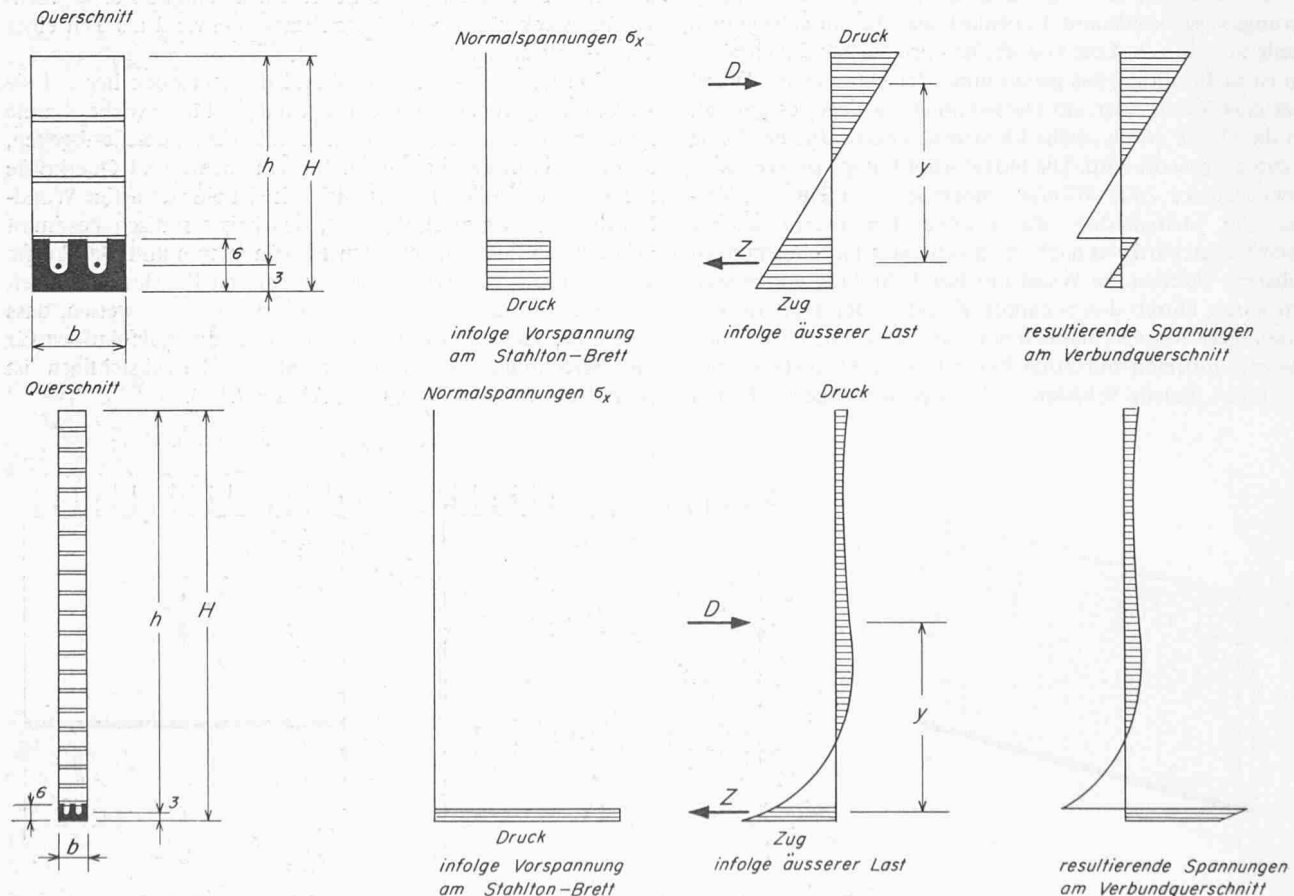 Querschnitt
h
H
6
3
b
Normalspannungen σx
Druck
infolge Vorspannung
am Stahlton-Brett
Druck
D
y
Z
Zug
infolge äusserer Last
resultierende Spannungen
am Verbundquerschnitt
Querschnitt
h
H
6
3
b
Normalspannungen σx
Druck
infolge Vorspannung
am Stahlton-Brett
Druck
D
y
Z
Zug
infolge äusserer Last
resultierende Spannungen
am Verbundquerschnitt